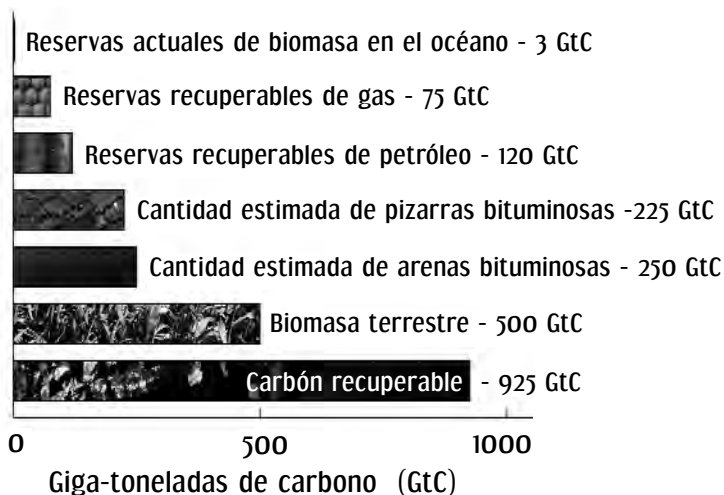 Reservas actuales de biomasa en el océano - 3 GtC
Reservas recuperables de gas - 75 GtC
Reservas recuperables de petróleo - 120 GtC
Cantidad estimada de pizarras bituminosas -225 GtC
Cantidad estimada de arenas bituminosas - 250 GtC
Biomasa terrestre - 500 GtC
Carbón recuperable - 925 GtC
0 500 1000
Giga-toneladas de carbono (GtC)